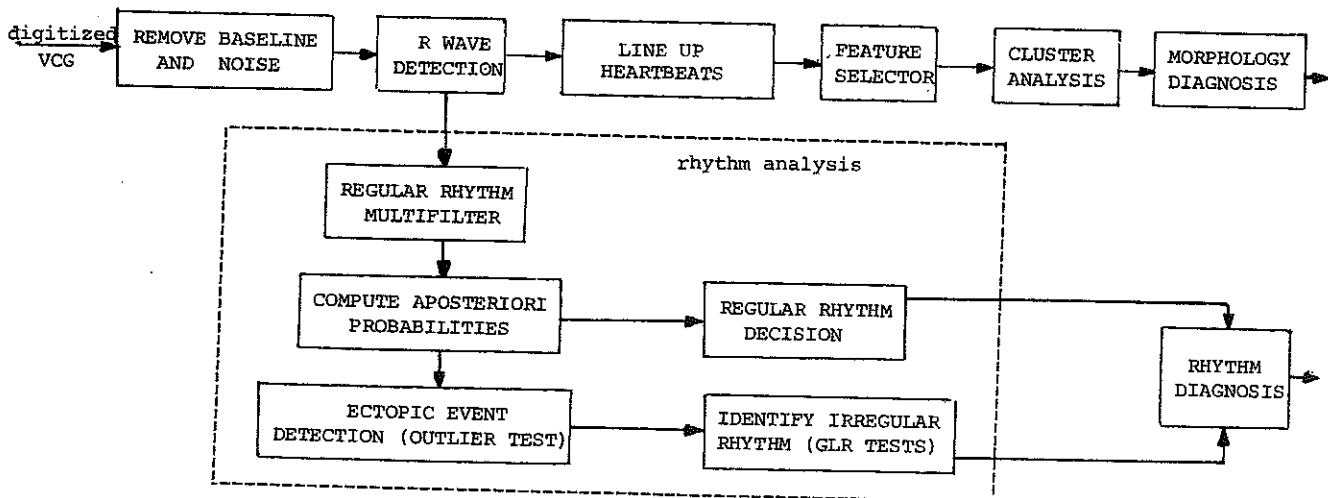 digitized
VCG
REMOVE BASELINE
AND NOISE
R WAVE
DETECTION
LINE UP
HEARTBEATS
FEATURE
SELECTOR
CLUSTER
ANALYSIS
MORPHOLOGY
DIAGNOSIS
rhythm analysis
REGULAR RHYTHM
MULTIFILTER
COMPUTE APOSTERIORI
PROBABILITIES
REGULAR RHYTHM
DECISION
RHYTHM
DIAGNOSIS
ECTOPIC EVENT
DETECTION (OUTLIER TEST)
IDENTIFY IRREGULAR
RHYTHM (GLR TESTS)